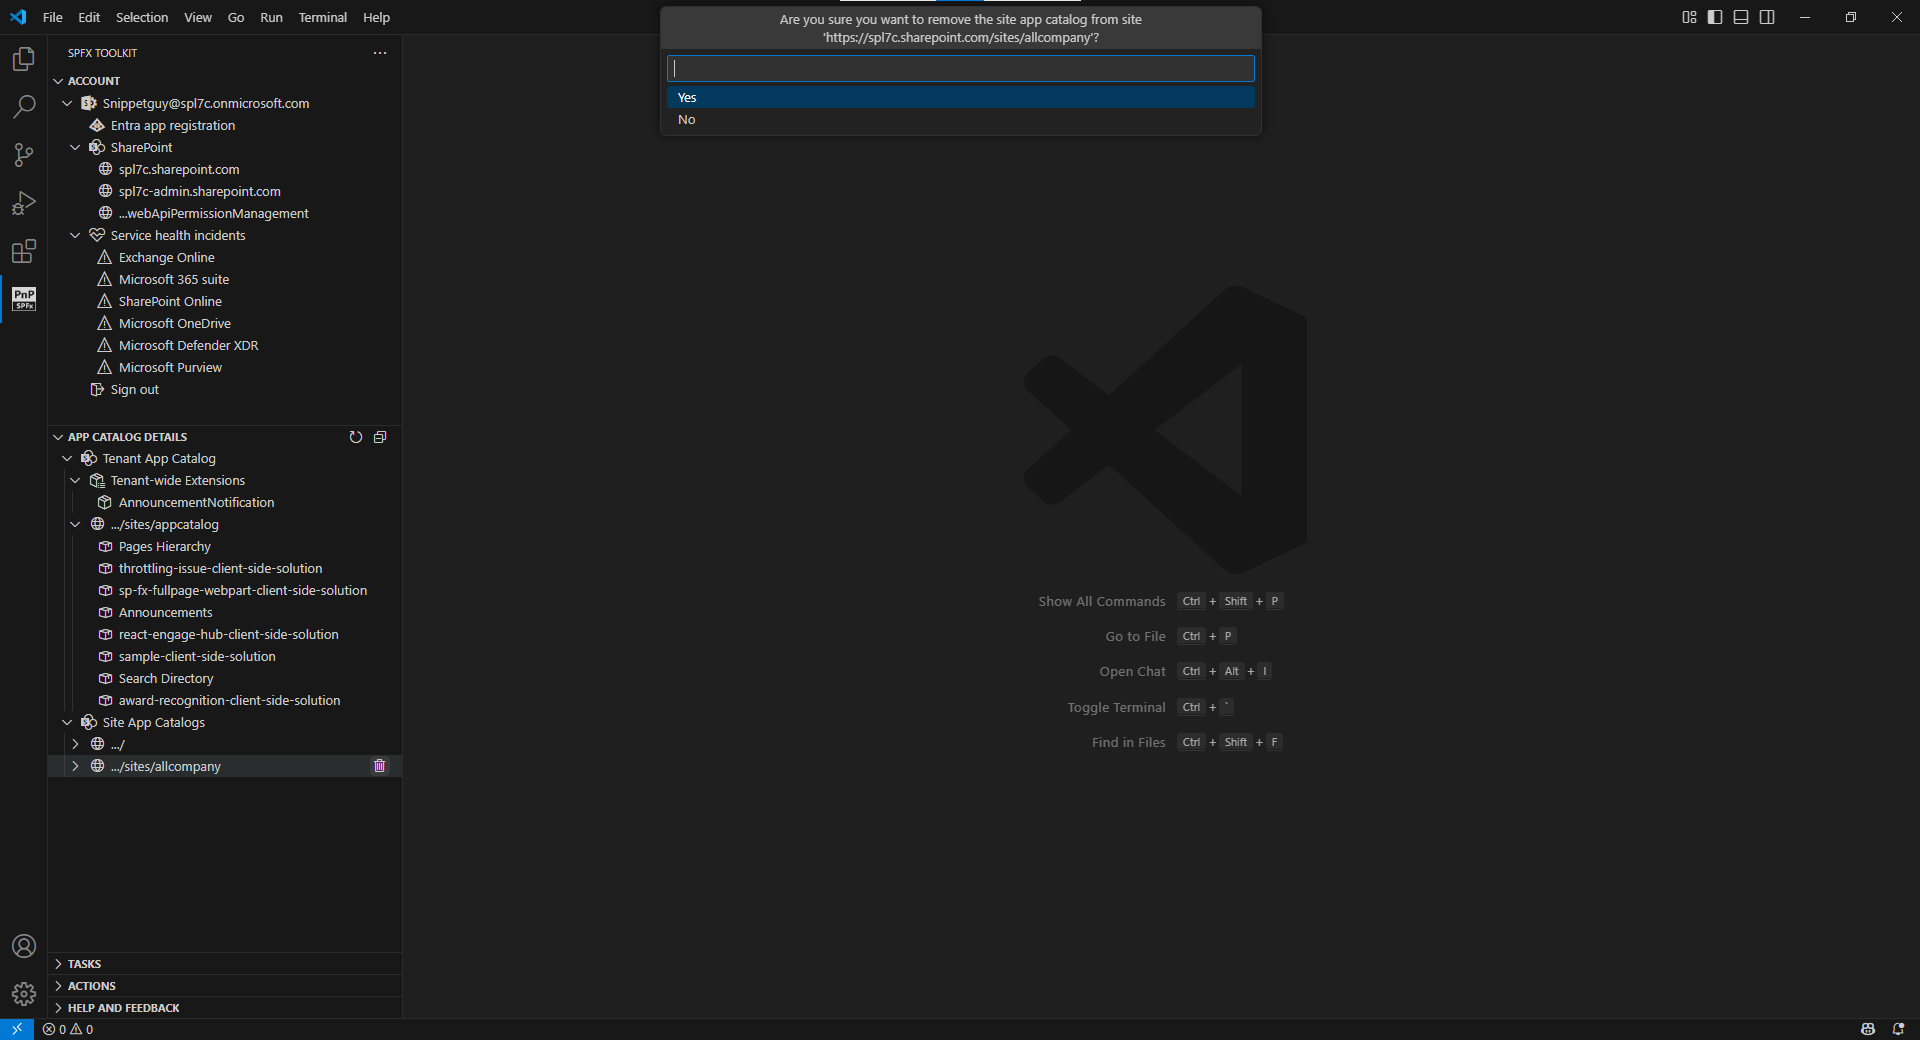 File Edit Selection View Go Run Terminal Help
Are you sure you want to remove the site app catalog from site
'https://spl7c.sharepoint.com/sites/allcompany'?
Yes
No
SPFX TOOLKIT
ACCOUNT
Snippetguy@spl7c.onmicrosoft.com
Entra app registration
SharePoint
spl7c.sharepoint.com
spl7c-admin.sharepoint.com
...webApiPermissionManagement
Service health incidents
Exchange Online
Microsoft 365 suite
SharePoint Online
Microsoft OneDrive
Microsoft Defender XDR
Microsoft Purview
Sign out
PnP
SPFx
APP CATALOG DETAILS
Tenant App Catalog
Tenant-wide Extensions
AnnouncementNotification
.../sites/appcatalog
Pages Hierarchy
throttling-issue-client-side-solution
sp-fx-fullpage-webpart-client-side-solution
Announcements
react-engage-hub-client-side-solution
sample-client-side-solution
Search Directory
award-recognition-client-side-solution
Site App Catalogs
.../
.../sites/allcompany
Show All Commands Ctrl + Shift + P
Go to File Ctrl + P
Open Chat Ctrl + Alt + I
Toggle Terminal Ctrl + `
Find in Files Ctrl + Shift + F
TASKS
ACTIONS
HELP AND FEEDBACK
0 0